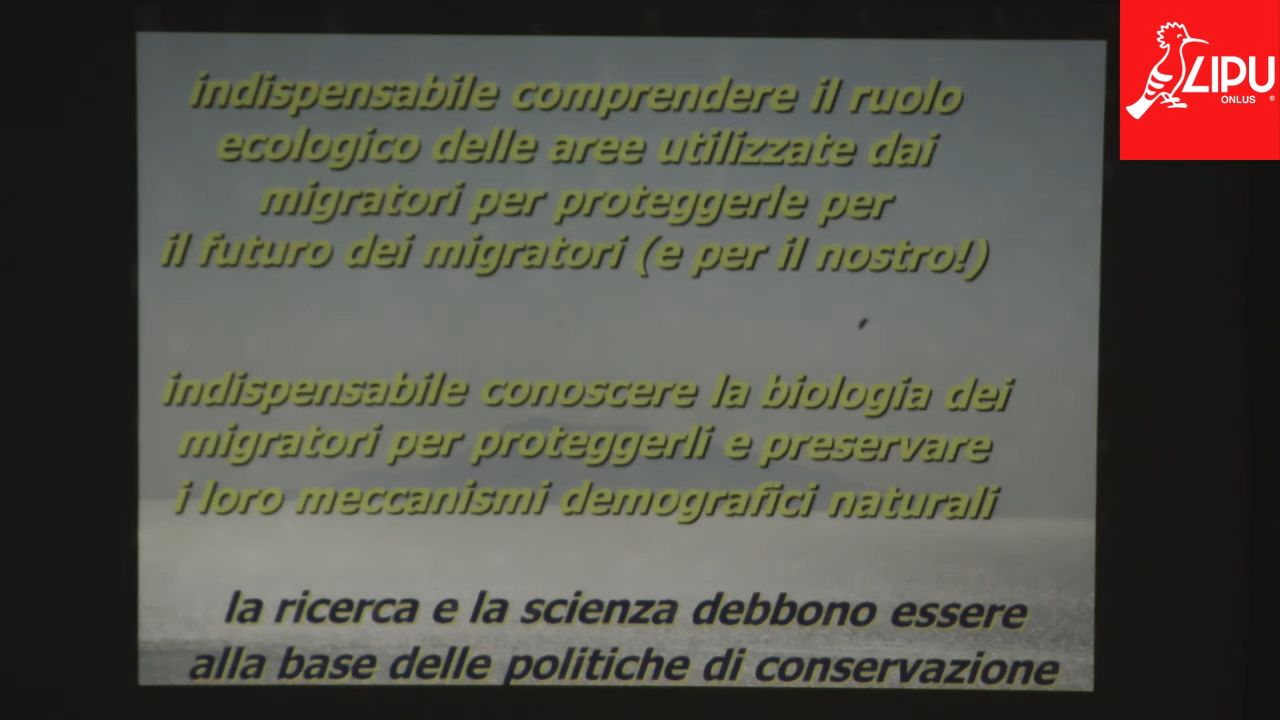 indispensabile comprendere il ruolo
ecologico delle aree utilizzate dai
migratori per proteggerle per
il futuro dei migratori (e per il nostro!)
indispensabile conoscere la biologia dei
migratori per proteggerli e preservare
i loro meccanismi demografici naturali
la ricerca e la scienza debbono essere
alla base delle politiche di conservazione
LIPU
ONLUS ®